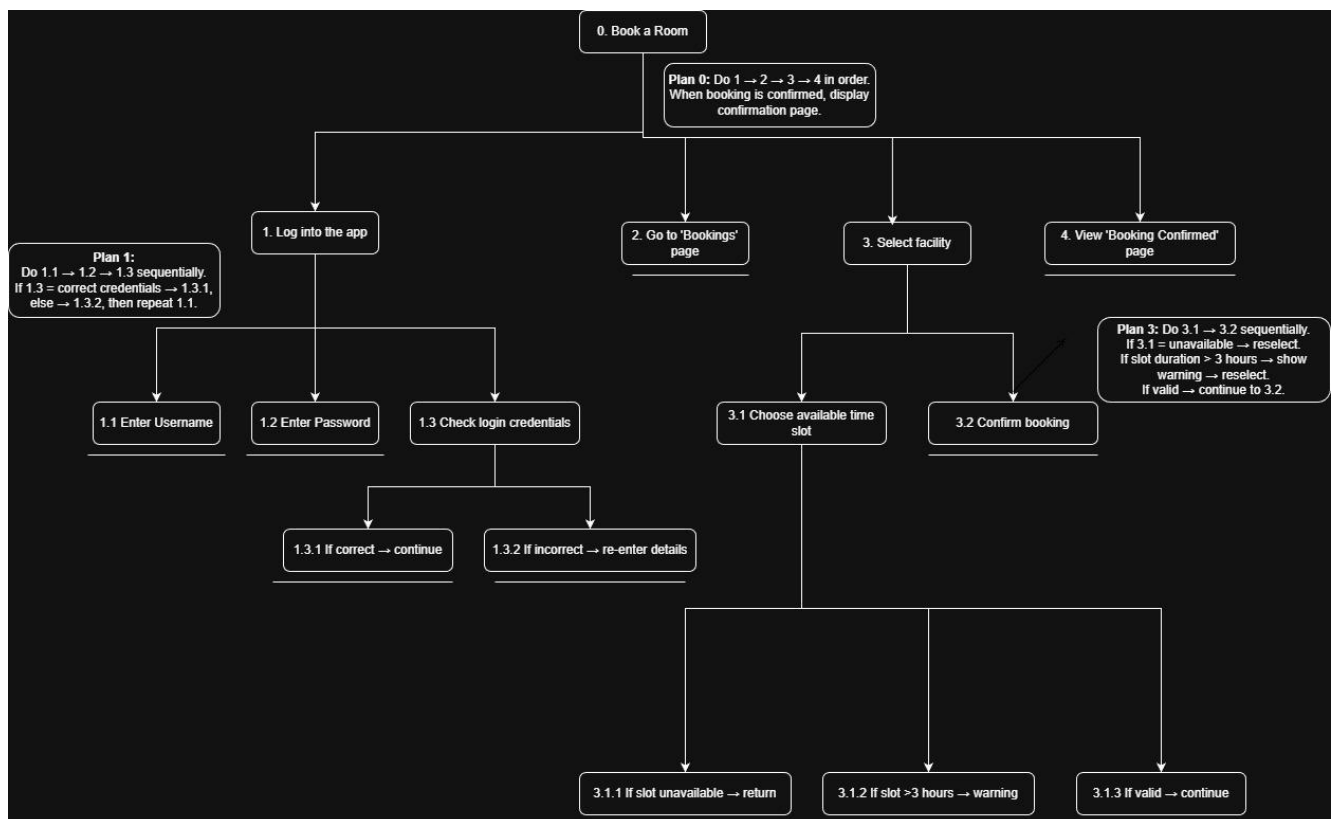 0. Book a Room
Plan 0: Do 1 → 2 → 3 → 4 in order.
When booking is confirmed, display
confirmation page.
1. Log into the app
2. Go to 'Bookings'
page
3. Select facility
4. View 'Booking Confirmed'
page
Plan 1:
Do 1.1 → 1.2 → 1.3 sequentially.
If 1.3 = correct credentials → 1.3.1,
else → 1.3.2, then repeat 1.1.
Plan 3: Do 3.1 → 3.2 sequentially.
If 3.1 = unavailable → reselect.
If slot duration > 3 hours → show
warning → reselect.
If valid → continue to 3.2.
1.1 Enter Username
1.2 Enter Password
1.3 Check login credentials
3.1 Choose available time
slot
3.2 Confirm booking
1.3.1 If correct → continue
1.3.2 If incorrect → re-enter details
3.1.1 If slot unavailable → return
3.1.2 If slot >3 hours → warning
3.1.3 If valid → continue